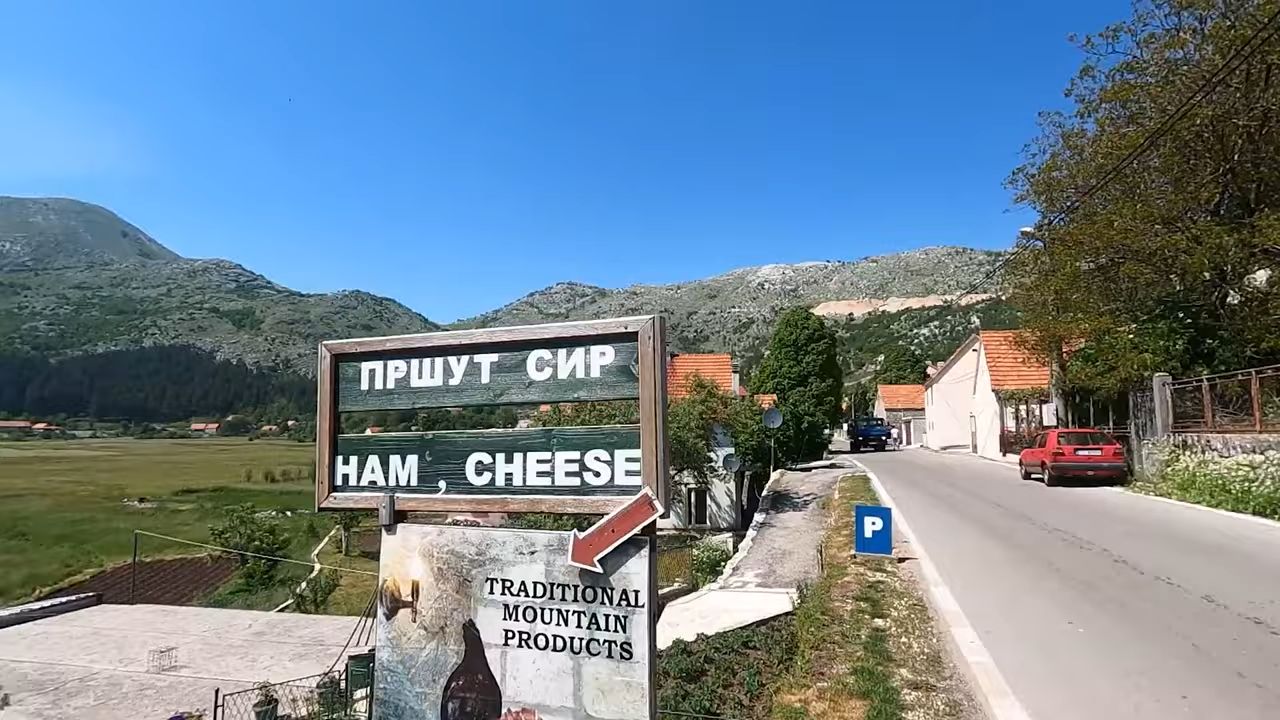 ПРШУТ СИР
HAM, CHEESE
TRADITIONAL
MOUNTAIN
PRODUCTS
P